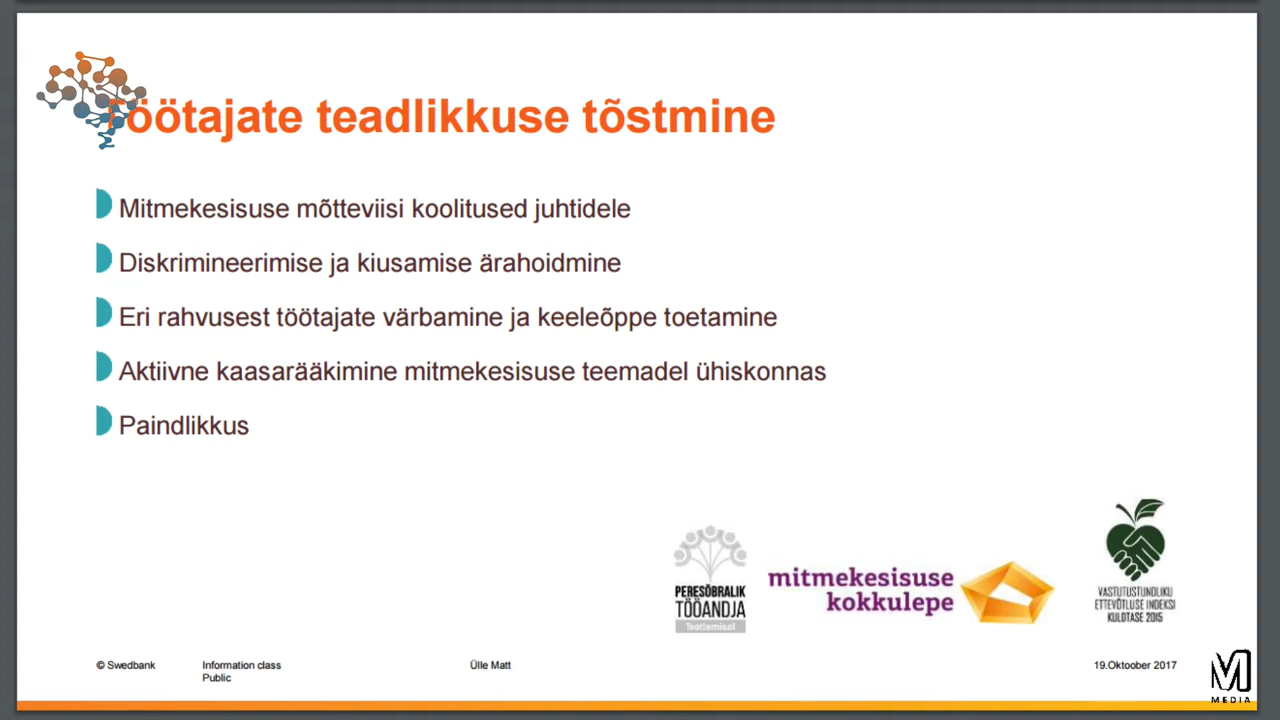 Töötajate teadlikkuse tõstmine
Mitmekesisuse mõtteviisi koolitused juhtidele
Diskrimineerimise ja kiusamise ärahoidmine
Eri rahvusest töötajate värbamine ja keeleõppe toetamine
Aktiivne kaasarääkimine mitmekesisuse teemadel ühiskonnas
Paindlikkus
PERESÕBRALIK
TÖÖANDJA
mitmekesisuse
kokkulepe
VASTUTUSTUNDLIKU
ETTEVÕTLUSE INDEKSI
KULDTASE 2015
© Swedbank
Information class
Public
Ülle Matt
19.Oktoober 2017
M
MEDIA